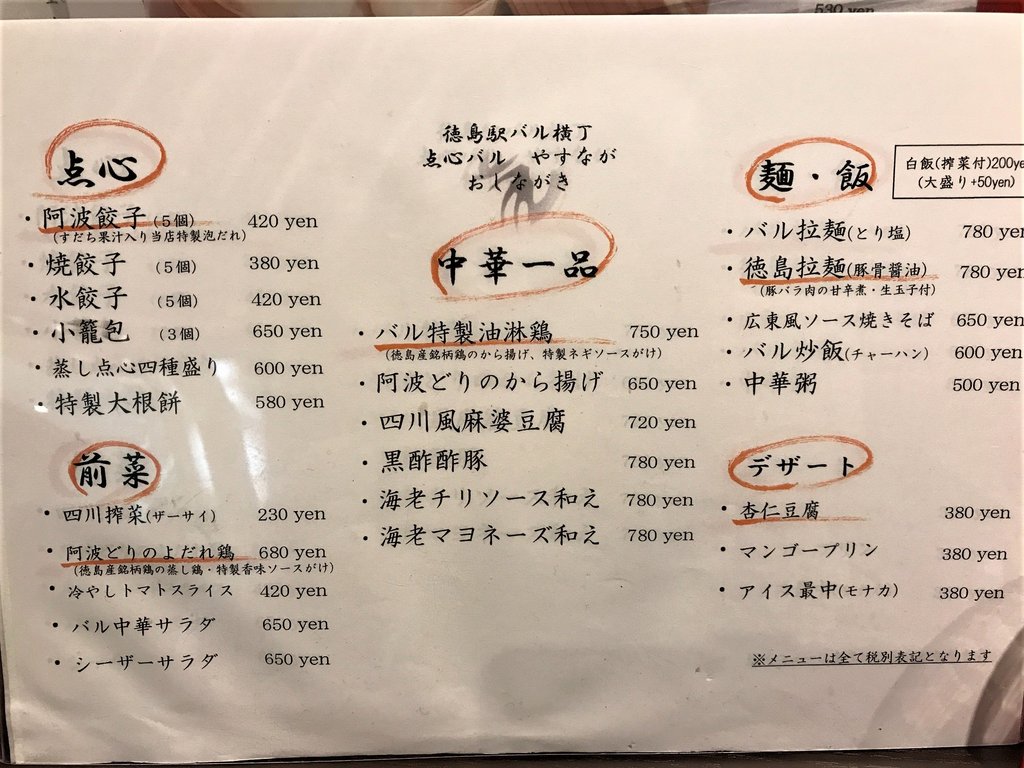 530 yen
徳島駅バル横丁
点心バル やすなが
おしながき
点心
・阿波餃子(5個) 420 yen
(すだち果汁入り当店特製泡だれ)
・焼餃子 (5個) 380 yen
・水餃子 (5個) 420 yen
・小籠包 (3個) 650 yen
・蒸し点心四種盛り 600 yen
・特製大根餅 580 yen
前菜
・四川搾菜(ザーサイ) 230 yen
・阿波どりのよだれ鶏 680 yen
(徳島産銘柄鶏の蒸し鶏・特製香味ソースがけ)
・冷やしトマトスライス 420 yen
・バル中華サラダ 650 yen
・シーザーサラダ 650 yen
中華一品
・バル特製油淋鶏 750 yen
(徳島産銘柄鶏のから揚げ、特製ネギソースがけ)
・阿波どりのから揚げ 650 yen
・四川風麻婆豆腐 720 yen
・黒酢酢豚 780 yen
・海老チリソース和え 780 yen
・海老マヨネーズ和え 780 yen
麺・飯
白飯(搾菜付)200ye
(大盛り+50yen)
・バル拉麺(とり塩) 780 yen
・徳島拉麺(豚骨醤油) 780 yen
(豚バラ肉の甘辛煮・生玉子付)
・広東風ソース焼きそば 650 yen
・バル炒飯(チャーハン) 600 yen
・中華粥 500 yen
デザート
・杏仁豆腐 380 yen
・マンゴープリン 380 yen
・アイス最中(モナカ) 380 yen
※メニューは全て税別表記となります